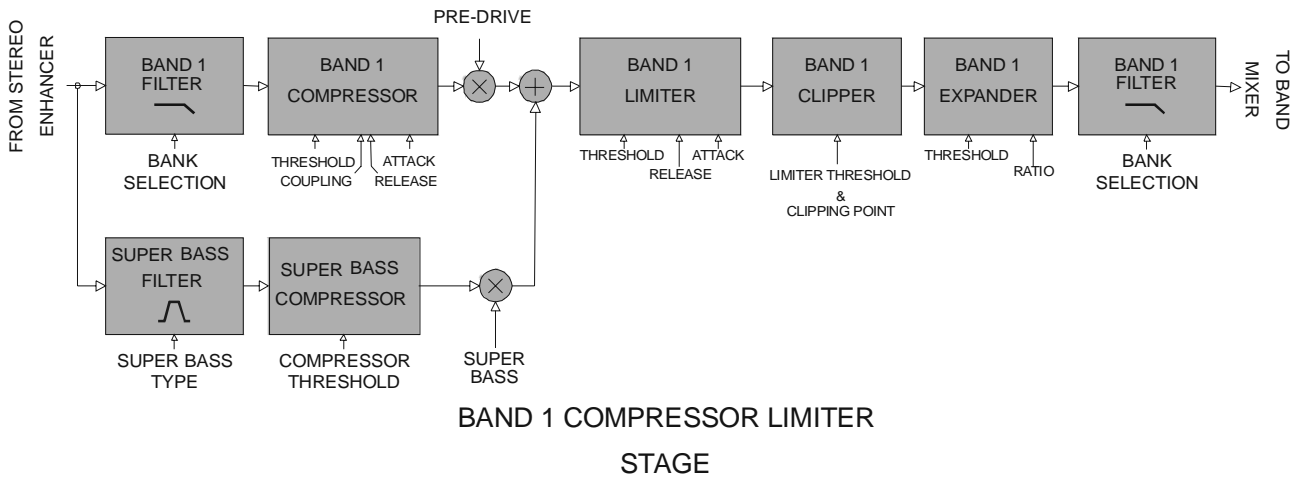 PRE-DRIVE
FROM STEREO
ENHANCER
BAND 1
FILTER
BANK
SELECTION
BAND 1
COMPRESSOR
THRESHOLD
COUPLING
RELEASE
ATTACK
BAND 1
LIMITER
THRESHOLD
RELEASE
ATTACK
BAND 1
CLIPPER
LIMITER THRESHOLD
&
CLIPPING POINT
BAND 1
EXPANDER
THRESHOLD
RATIO
BAND 1
FILTER
BANK
SELECTION
TO BAND
MIXER
SUPER BASS
FILTER
SUPER BASS
TYPE
SUPER BASS
COMPRESSOR
COMPRESSOR
THRESHOLD
SUPER
BASS
BAND 1 COMPRESSOR LIMITER
STAGE